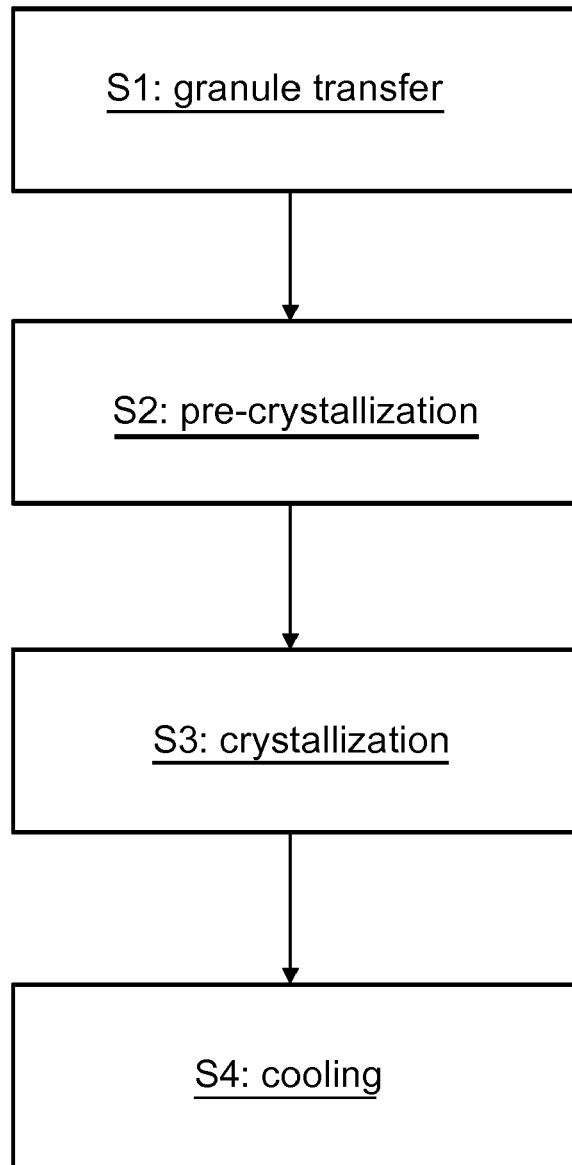 S1: granule transfer
S2: pre-crystallization
S3: crystallization
S4: cooling